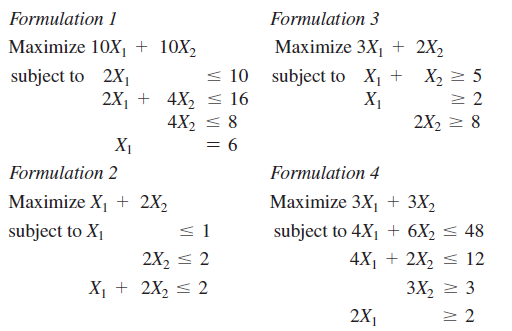 Formulation 1
Maximize 10X₁ + 10X₂
subject to 2X₁ ≤ 10
2X₁ + 4X₂ ≤ 16
4X₂ ≤ 8
X₁ = 6
Formulation 2
Maximize X₁ + 2X₂
subject to X₁ ≤ 1
2X₂ ≤ 2
X₁ + 2X₂ ≤ 2
Formulation 3
Maximize 3X₁ + 2X₂
subject to X₁ + X₂ ≥ 5
X₁ ≥ 2
2X₂ ≥ 8
Formulation 4
Maximize 3X₁ + 3X₂
subject to 4X₁ + 6X₂ ≤ 48
4X₁ + 2X₂ ≤ 12
3X₂ ≥ 3
2X₁ ≥ 2